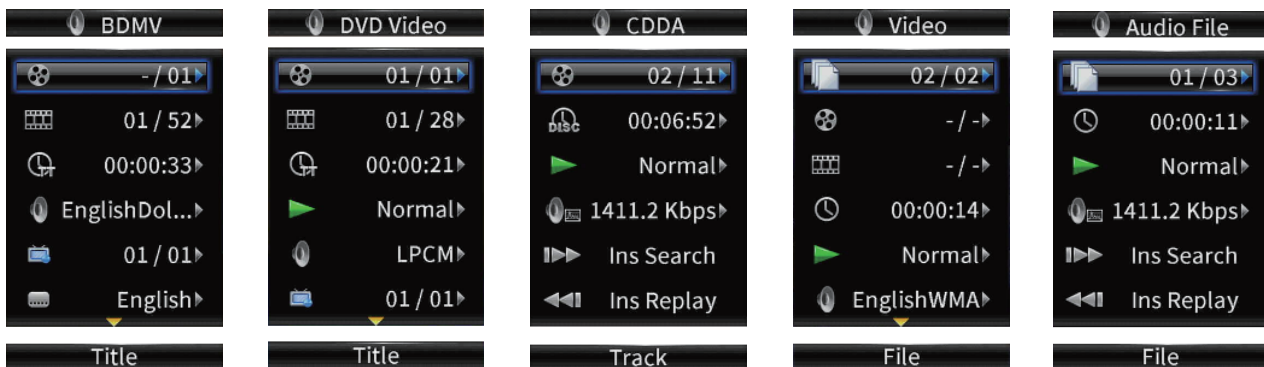 BDMV
- / 01
01 / 52
00:00:33
EnglishDol...
01 / 01
English
Title
DVD Video
01 / 01
01 / 28
00:00:21
Normal
LPCM
01 / 01
Title
CDDA
02 / 11
DISC
00:06:52
Normal
1411.2 Kbps
Ins Search
Ins Replay
Track
Video
02 / 02
- / -
- / -
00:00:14
Normal
EnglishWMA
File
Audio File
01 / 03
00:00:11
Normal
1411.2 Kbps
Ins Search
Ins Replay
File